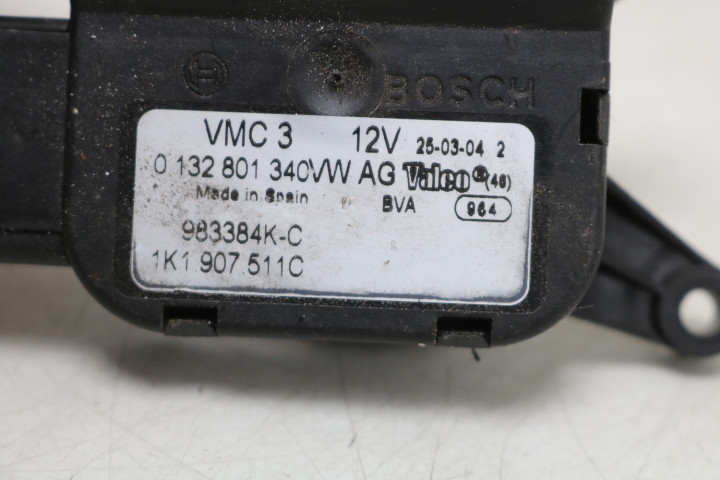 BOSCH
VMC 3 12V 25-03-04 2
0 132 801 340VW AG Valeo® (46)
Made in Spain BVA 964
983384K-C
1K1 907 511C